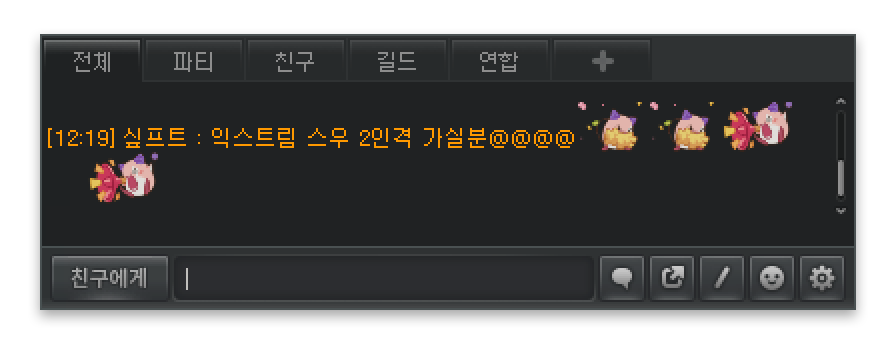 전체 파티 친구 길드 연합 +
[12:19] 싶프트 : 익스트림 스우 2인격 가실분@@@@
친구에게